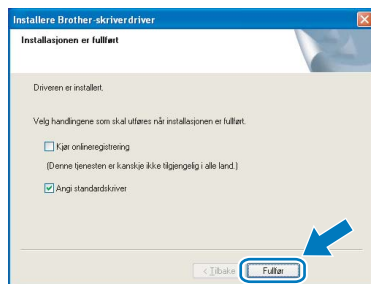 Installere Brother-skriverdriver
Installasjonen er fullført
Driveren er installert.
Velg handlingene som skal utføres når installasjonen er fullført.
Kjør onlineregistrering
(Denne tjenesten er kanskje ikke tilgjengelig i alle land.)
Angi standardskriver
< Tilbake
Fullfør